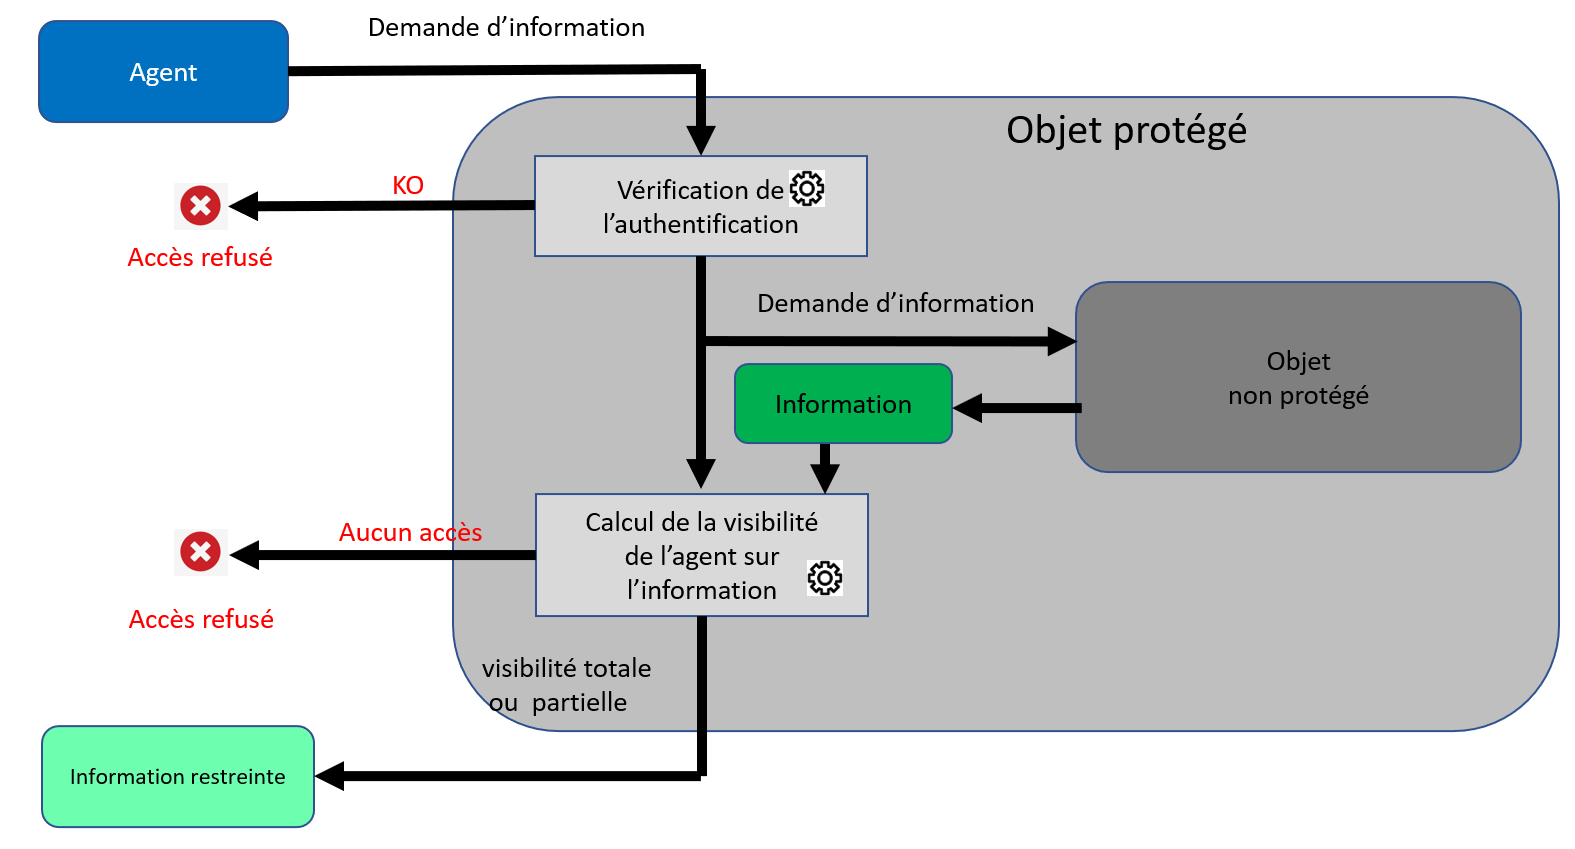 Demande d’information
Agent
Objet protégé
Vérification de
l’authentification
KO
Accès refusé
Demande d’information
Objet
non protégé
Information
Calcul de la visibilité
de l’agent sur
l’information
Aucun accès
Accès refusé
visibilité totale
ou partielle
Information restreinte